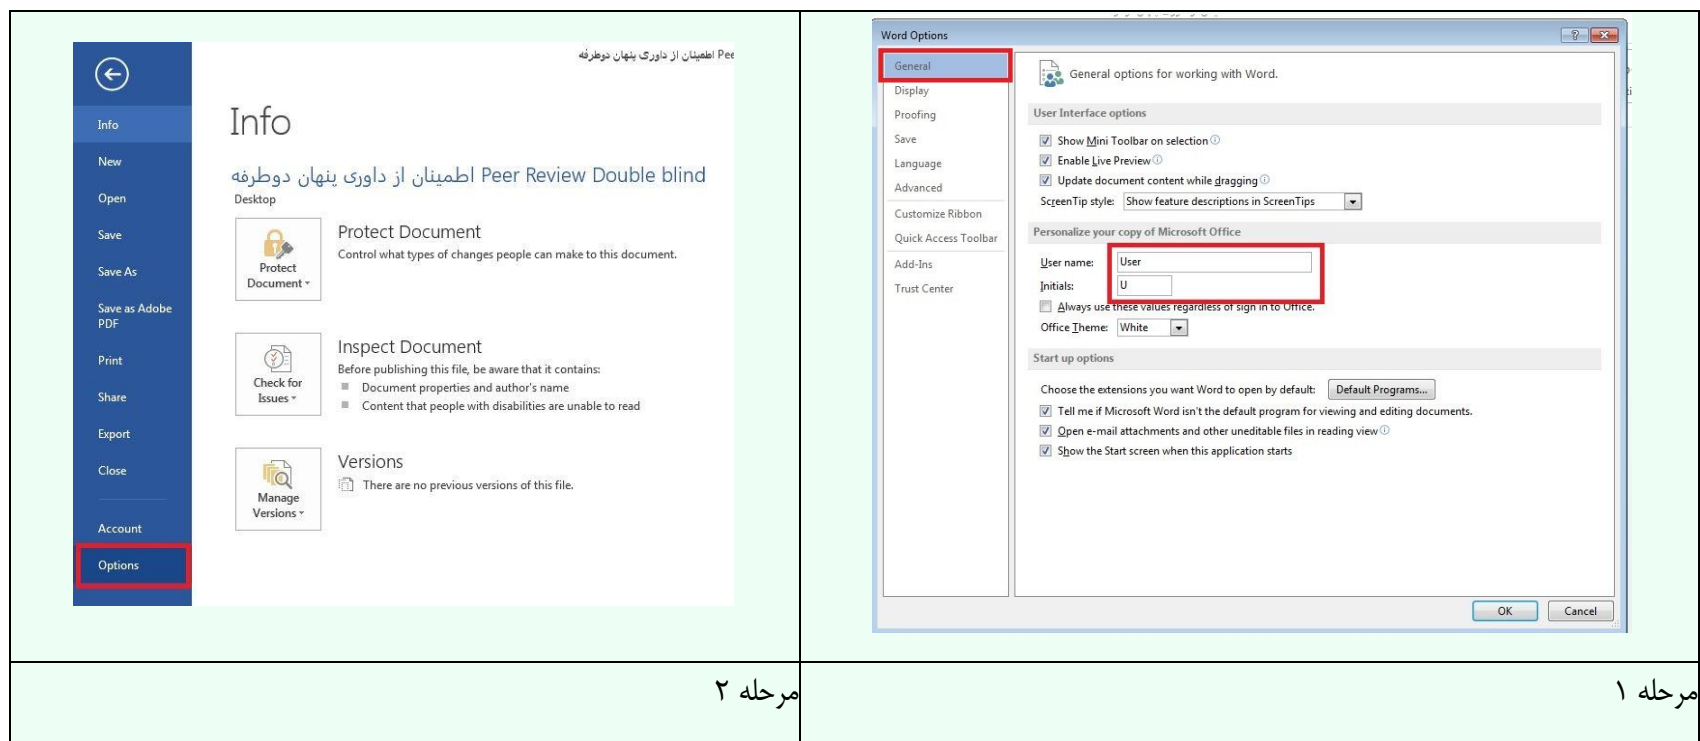 Pee اطمینان از داوری پنهان دوطرفه
Info
Info
New
Open
Save
Save As
Save as Adobe
PDF
Print
Share
Export
Close
Account
Options
اطمینان از داوری پنهان دوطرفه Peer Review Double blind
Desktop
Protect
Document
Protect Document
Control what types of changes people can make to this document.
Check for
Issues
Inspect Document
Before publishing this file, be aware that it contains:
Document properties and author's name
Content that people with disabilities are unable to read
Manage
Versions
Versions
There are no previous versions of this file.
مرحله ۲
Word Options
General
Display
Proofing
Save
Language
Advanced
Customize Ribbon
Quick Access Toolbar
Add-Ins
Trust Center
General options for working with Word.
User Interface options
Show Mini Toolbar on selection
Enable Live Preview
Update document content while dragging
ScreenTip style: Show feature descriptions in ScreenTips
Personalize your copy of Microsoft Office
User name: User
Initials: U
Always use these values regardless of sign in to Office.
Office Theme: White
Start up options
Choose the extensions you want Word to open by default: Default Programs...
Tell me if Microsoft Word isn't the default program for viewing and editing documents.
Open e-mail attachments and other uneditable files in reading view
Show the Start screen when this application starts
OK Cancel
مرحله ۱